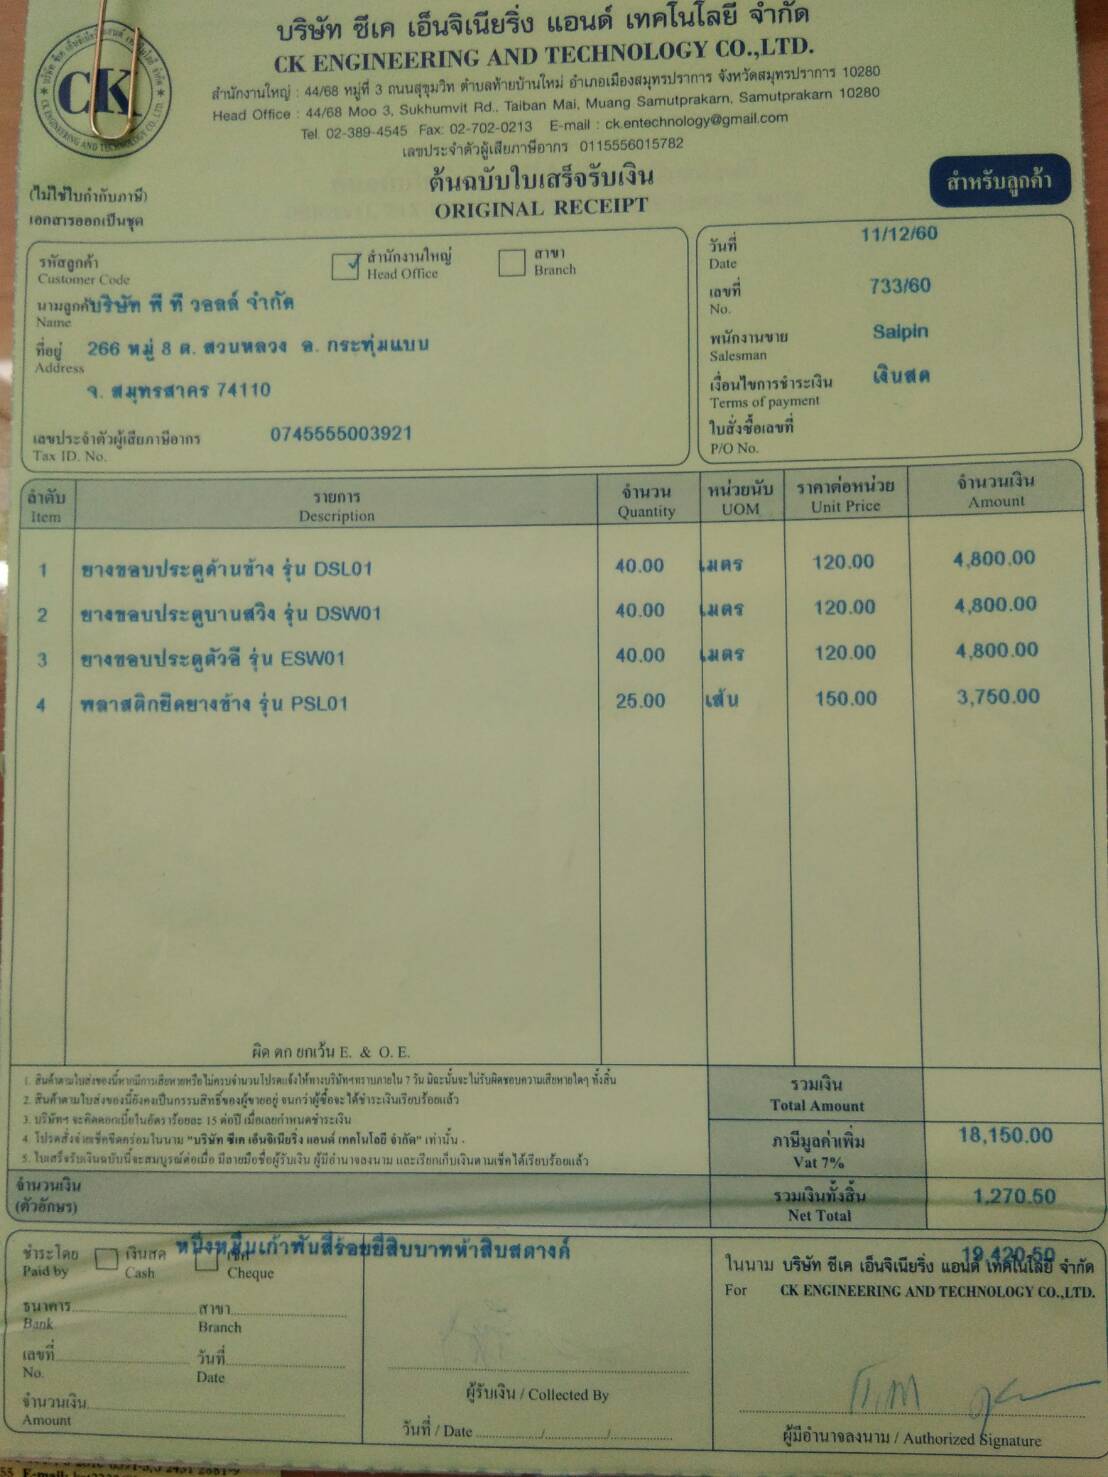 บริษัท ซีเค เอ็นจิเนียริ่ง แอนด์ เทคโนโลยี จำกัด
CK ENGINEERING AND TECHNOLOGY CO.,LTD.
CK
สำนักงานใหญ่ : 44/68 หมู่ที่ 3 ถนนสุขุมวิท ตำบลท้ายบ้านใหม่ อำเภอเมืองสมุทรปราการ จังหวัดสมุทรปราการ 10280
Head Office : 44/68 Moo 3, Sukhumvit Rd., Taiban Mai, Muang Samutprakarn, Samutprakarn 10280
Tel. 02-389-4545 Fax: 02-702-0213 E-mail : ck.entechnology@gmail.com
เลขประจำตัวผู้เสียภาษีอากร 0115556015782
(ไม่ใช่ใบกำกับภาษี)
เอกสารออกเป็นชุด
ต้นฉบับใบเสร็จรับเงิน
ORIGINAL RECEIPT
สำหรับลูกค้า
รหัสลูกค้า สำนักงานใหญ่ สาขา
Customer Code Head Office Branch
นามลูกค้า บริษัท พี ที วอลล์ จำกัด
Name
ที่อยู่ 266 หมู่ 8 ต. สวนหลวง อ. กระทุ่มแบน
Address
จ. สมุทรสาคร 74110
เลขประจำตัวผู้เสียภาษีอากร 0745555003921
Tax ID. No.
วันที่ 11/12/60
Date
เลขที่ 733/60
No.
พนักงานขาย Saipin
Salesman
เงื่อนไขการชำระเงิน เงินสด
Terms of payment
ใบสั่งซื้อเลขที่
P/O No.
ลำดับ รายการ จำนวน หน่วยนับ ราคาต่อหน่วย จำนวนเงิน
Item Description Quantity UOM Unit Price Amount
1 ยางขอบประตูด้านข้าง รุ่น DSL01 40.00 เมตร 120.00 4,800.00
2 ยางขอบประตูบานสวิง รุ่น DSW01 40.00 เมตร 120.00 4,800.00
3 ยางขอบประตูตัวอี รุ่น ESW01 40.00 เมตร 120.00 4,800.00
4 พลาสติกยึดยางข้าง รุ่น PSL01 25.00 เส้น 150.00 3,750.00
ผิด ตก ยกเว้น E. & O. E.
1. สินค้าตามใบส่งของนี้หากมีการเสียหายหรือไม่ครบจำนวนโปรดแจ้งให้ทางบริษัทฯทราบภายใน 7 วัน มิฉะนั้นจะไม่รับผิดชอบความเสียหายใดๆ ทั้งสิ้น
2. สินค้าตามใบส่งของนี้ยังคงเป็นกรรมสิทธิ์ของผู้ขายอยู่ จนกว่าผู้ซื้อจะได้ชำระเงินเรียบร้อยแล้ว
3. บริษัทฯ จะคิดดอกเบี้ยในอัตราร้อยละ 15 ต่อปี เมื่อเลยกำหนดชำระเงิน
4. โปรดสั่งจ่ายเช็คขีดคร่อมในนาม "บริษัท ซีเค เอ็นจิเนียริ่ง แอนด์ เทคโนโลยี จำกัด" เท่านั้น .
5. ใบเสร็จรับเงินฉบับนี้จะสมบูรณ์ต่อเมื่อ มีลายมือชื่อผู้รับเงิน ผู้มีอำนาจลงนาม และเรียกเก็บเงินตามเช็คได้เรียบร้อยแล้ว
รวมเงิน
Total Amount
ภาษีมูลค่าเพิ่ม 18,150.00
Vat 7%
จำนวนเงิน
(ตัวอักษร)
รวมเงินทั้งสิ้น 1,270.50
Net Total
19,420.50
หนึ่งหมื่นเก้าพันสี่ร้อยยี่สิบบาทห้าสิบสตางค์
ชำระโดย เงินสด เช็ค
Paid by Cash Cheque
ธนาคาร สาขา
Bank Branch
เลขที่ วันที่
No. Date
จำนวนเงิน
Amount
ผู้รับเงิน / Collected By
วันที่ / Date / /
ในนาม บริษัท ซีเค เอ็นจิเนียริ่ง แอนด์ เทคโนโลยี จำกัด
For CK ENGINEERING AND TECHNOLOGY CO.,LTD.
ผู้มีอำนาจลงนาม / Authorized Signature